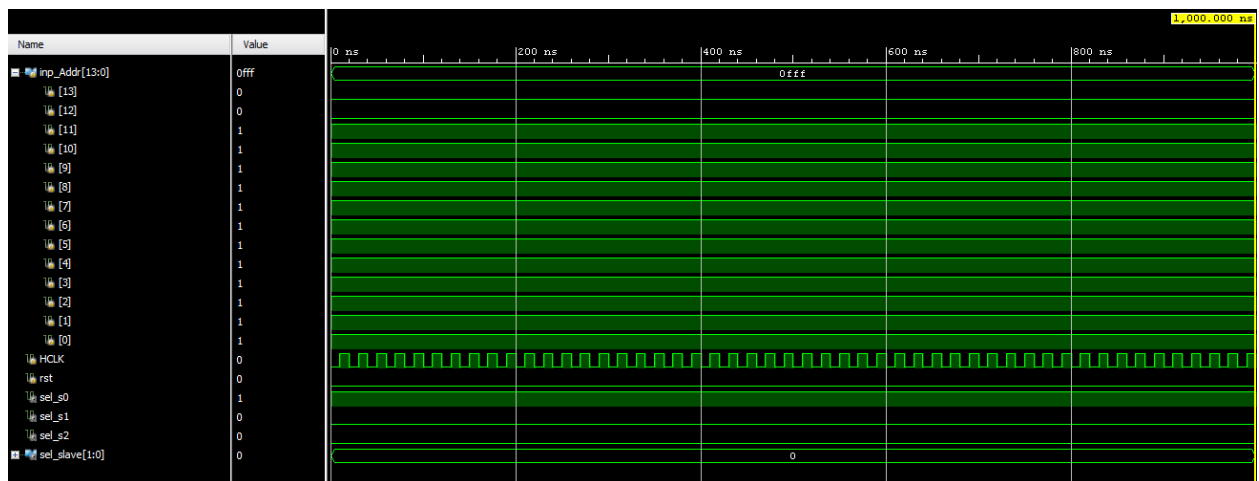 1,000.000 ns
Name Value
0 ns 200 ns 400 ns 600 ns 800 ns
inp_Addr[13:0] 0fff 0fff
[13] 0
[12] 0
[11] 1
[10] 1
[9] 1
[8] 1
[7] 1
[6] 1
[5] 1
[4] 1
[3] 1
[2] 1
[1] 1
[0] 1
HCLK 0
rst 0
sel_s0 1
sel_s1 0
sel_s2 0
sel_slave[1:0] 0 0